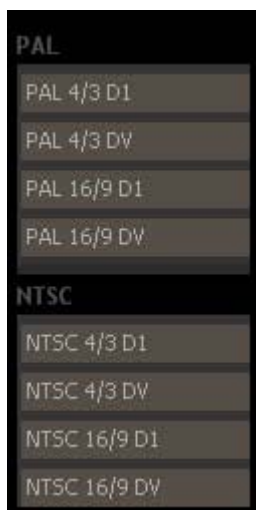 PAL
PAL 4/3 D1
PAL 4/3 DV
PAL 16/9 D1
PAL 16/9 DV
NTSC
NTSC 4/3 D1
NTSC 4/3 DV
NTSC 16/9 D1
NTSC 16/9 DV